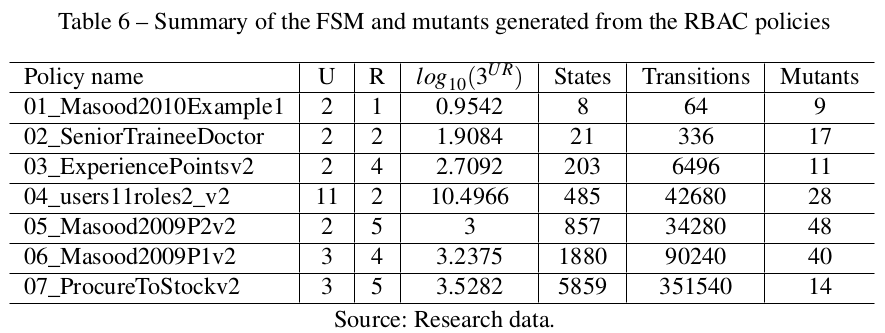 Table 6 – Summary of the FSM and mutants generated from the RBAC policies
Policy name U R log10(3^UR) States Transitions Mutants
01_Masood2010Example1 2 1 0.9542 8 64 9
02_SeniorTraineeDoctor 2 2 1.9084 21 336 17
03_ExperiencePointsv2 2 4 2.7092 203 6496 11
04_users11roles2_v2 11 2 10.4966 485 42680 28
05_Masood2009P2v2 2 5 3 857 34280 48
06_Masood2009P1v2 3 4 3.2375 1880 90240 40
07_ProcureToStockv2 3 5 3.5282 5859 351540 14
Source: Research data.